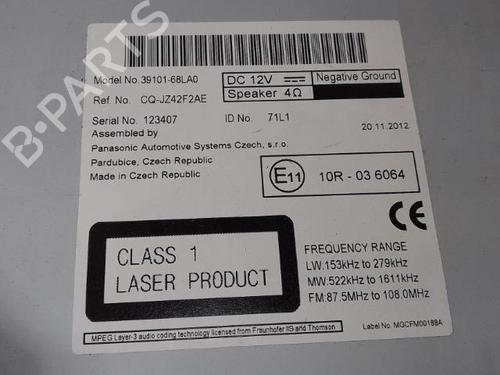 Model No. 39101-68LA0
DC 12V
Negative Ground
Ref. No. CQ-JZ42F2AE
Speaker 4Ω
Serial No. 123407
ID No. 71L1
20.11.2012
Assembled by
Panasonic Automotive Systems Czech, s.r.o.
Pardubice, Czech Republic
Made in Czech Republic
E11
10R - 03 6064
CE
CLASS 1
LASER PRODUCT
FREQUENCY RANGE
LW:153kHz to 279kHz
MW:522kHz to 1611kHz
FM:87.5MHz to 108.0MHz
MPEG Layer-3 audio coding technology licensed from Fraunhofer IIS and Thomson
Label No. MGCFM00188A
B-PARTS